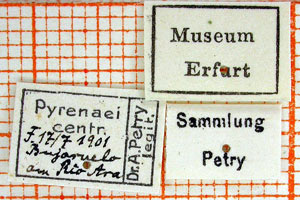 Museum
Erfurt
Pyrenaei
centr.
17/7 1901
Bujaruelo
am Rio Ara
Dr. A. Petry
legit.
Sammlung
Petry